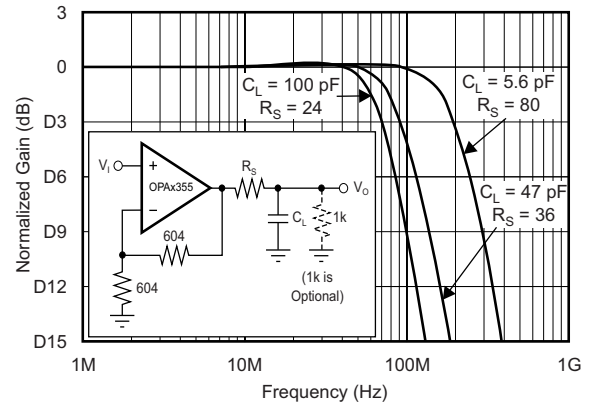 3
0
D3
D6
D9
D12
D15
Normalized Gain (dB)
C_L = 100 pF
R_S = 24
C_L = 5.6 pF
R_S = 80
C_L = 47 pF
R_S = 36
V_I
+
OPAx355
−
R_S
V_O
C_L
1k
604
604
(1k is
Optional)
1M
10M
100M
1G
Frequency (Hz)